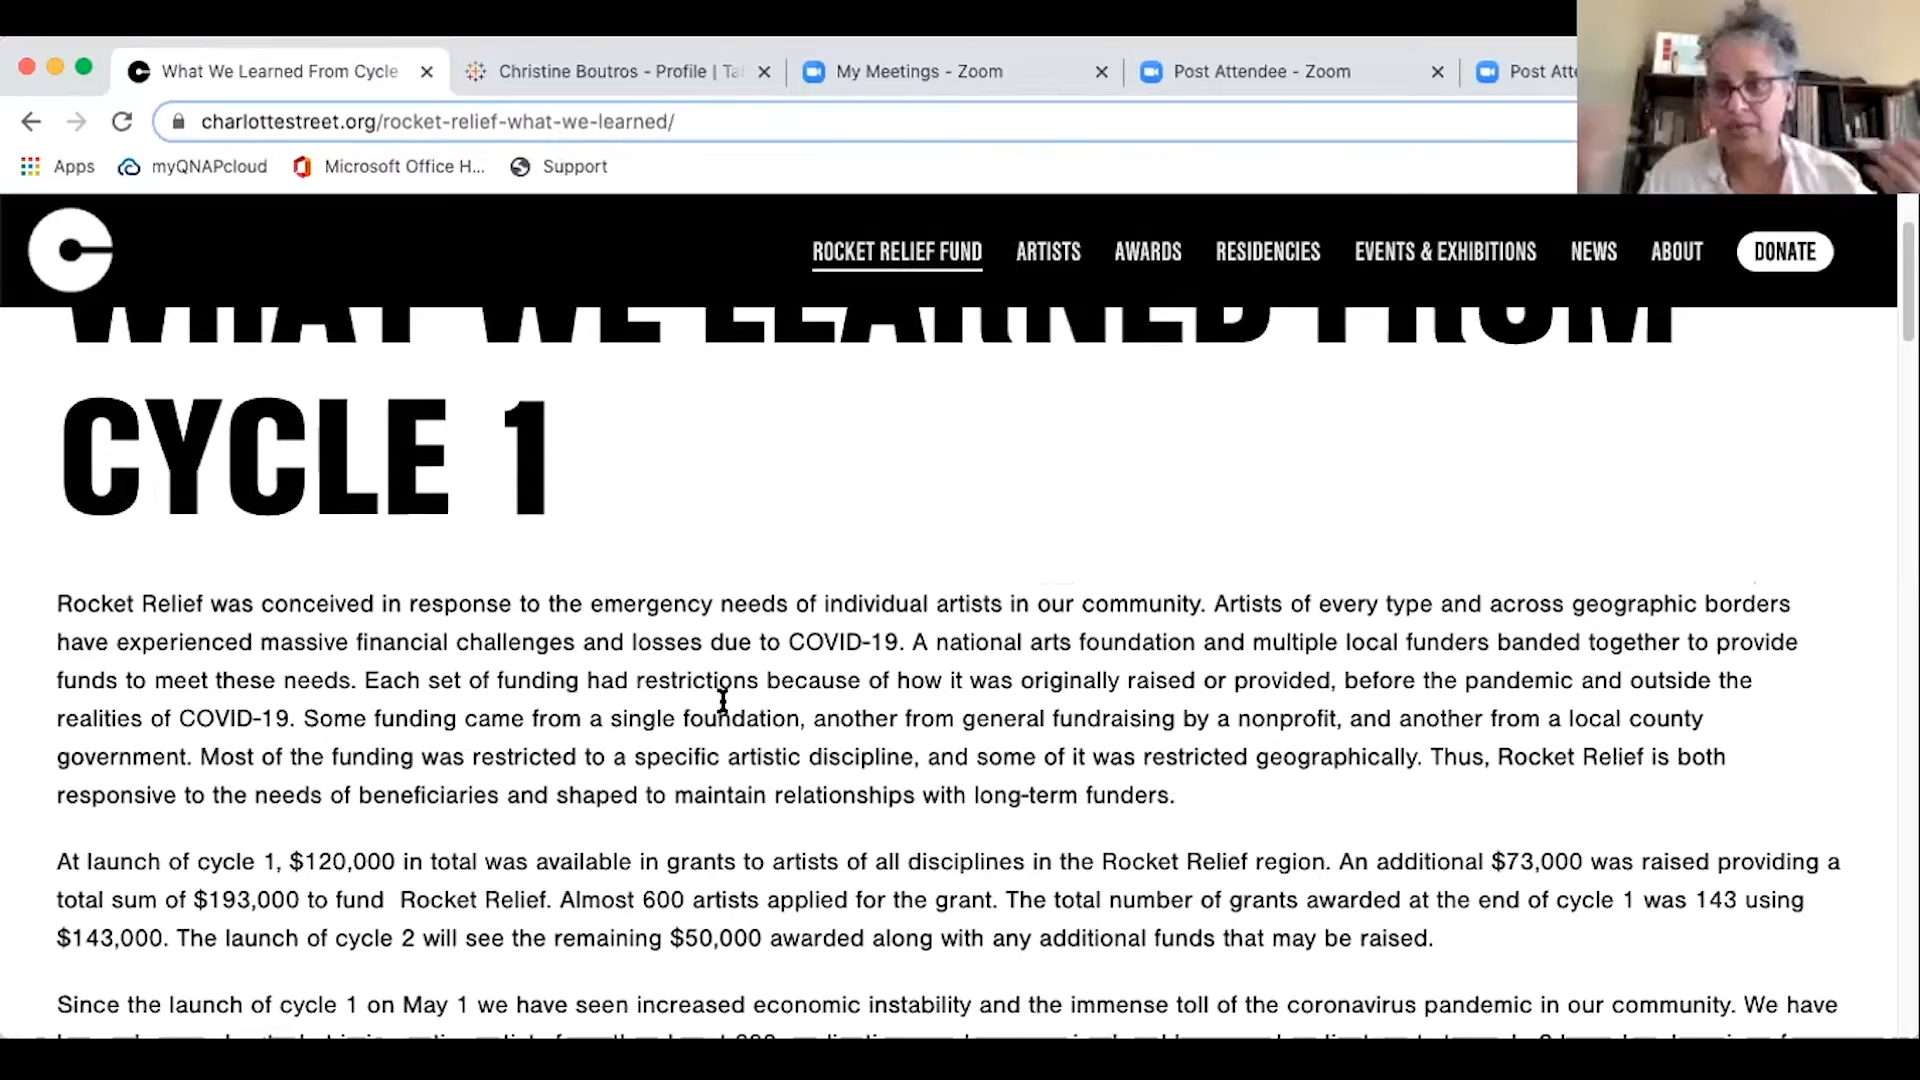 What We Learned From Cycle
Christine Boutros - Profile | Ta
My Meetings - Zoom
Post Attendee - Zoom
Post Atte
charlottestreet.org/rocket-relief-what-we-learned/
Apps
myQNAPcloud
Microsoft Office H...
Support
ROCKET RELIEF FUND
ARTISTS
AWARDS
RESIDENCIES
EVENTS & EXHIBITIONS
NEWS
ABOUT
DONATE
WHAT WE LEARNED FROM
CYCLE 1
Rocket Relief was conceived in response to the emergency needs of individual artists in our community. Artists of every type and across geographic borders
have experienced massive financial challenges and losses due to COVID-19. A national arts foundation and multiple local funders banded together to provide
funds to meet these needs. Each set of funding had restrictions because of how it was originally raised or provided, before the pandemic and outside the
realities of COVID-19. Some funding came from a single foundation, another from general fundraising by a nonprofit, and another from a local county
government. Most of the funding was restricted to a specific artistic discipline, and some of it was restricted geographically. Thus, Rocket Relief is both
responsive to the needs of beneficiaries and shaped to maintain relationships with long-term funders.
At launch of cycle 1, $120,000 in total was available in grants to artists of all disciplines in the Rocket Relief region. An additional $73,000 was raised providing a
total sum of $193,000 to fund Rocket Relief. Almost 600 artists applied for the grant. The total number of grants awarded at the end of cycle 1 was 143 using
$143,000. The launch of cycle 2 will see the remaining $50,000 awarded along with any additional funds that may be raised.
Since the launch of cycle 1 on May 1 we have seen increased economic instability and the immense toll of the coronavirus pandemic in our community. We have